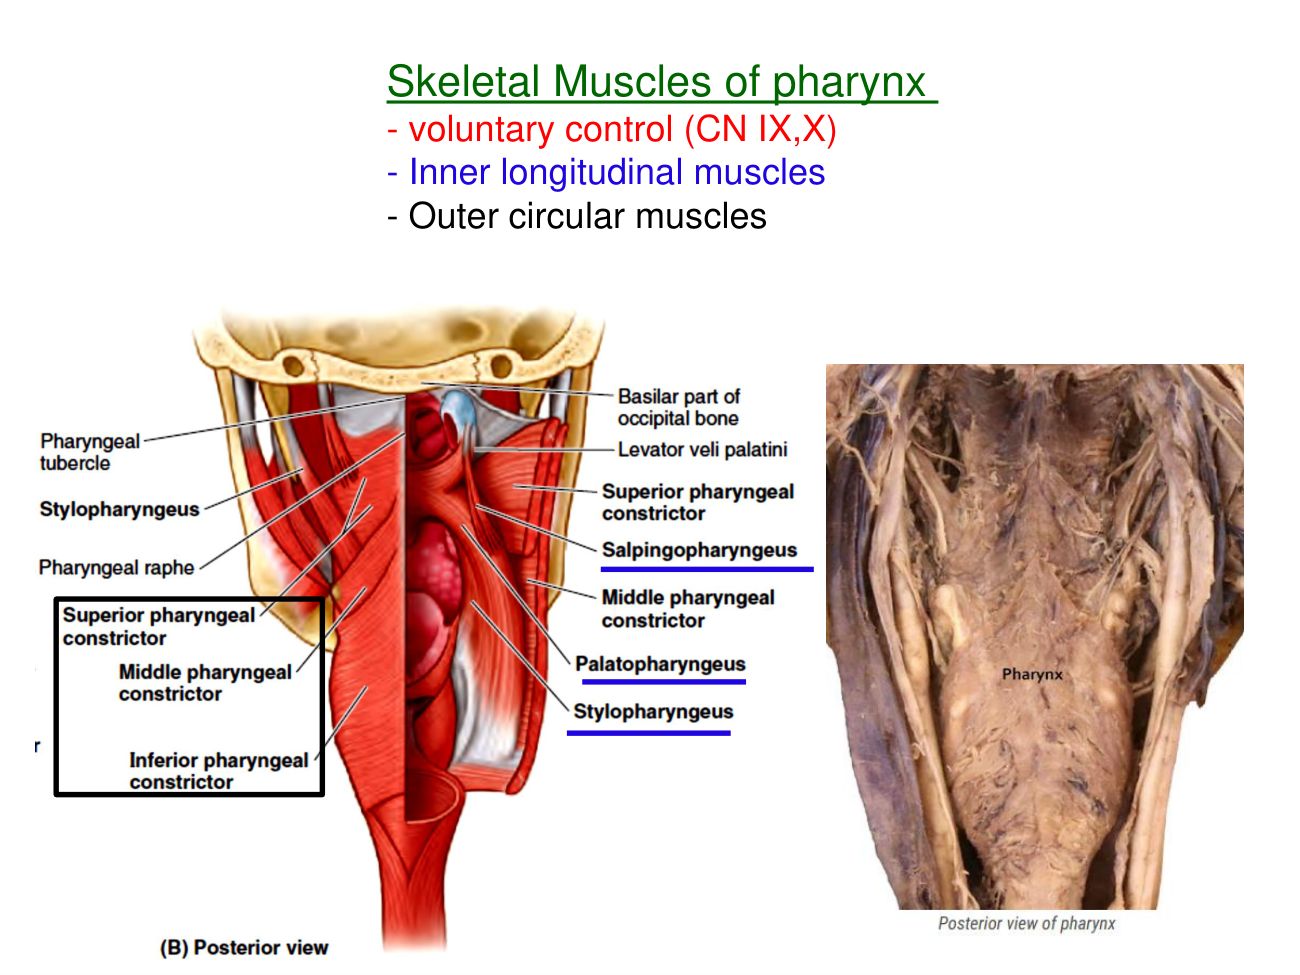 Skeletal Muscles of pharynx
- voluntary control (CN IX,X)
- Inner longitudinal muscles
- Outer circular muscles
Pharyngeal
tubercle
Stylopharyngeus
Pharyngeal raphe
Superior pharyngeal
constrictor
Middle pharyngeal
constrictor
Inferior pharyngeal
constrictor
r
Basilar part of
occipital bone
Levator veli palatini
Superior pharyngeal
constrictor
Salpingopharyngeus
Middle pharyngeal
constrictor
Palatopharyngeus
Stylopharyngeus
(B) Posterior view
Pharynx
Posterior view of pharynx